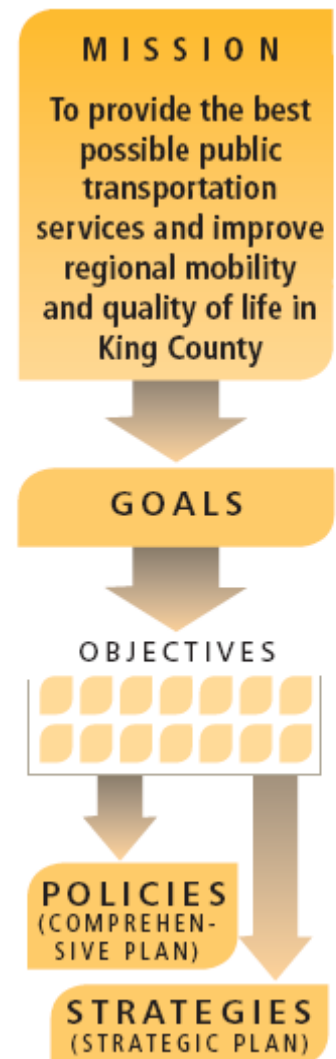 MISSION
To provide the best
possible public
transportation
services and improve
regional mobility
and quality of life in
King County
GOALS
OBJECTIVES
POLICIES
(COMPREHEN-
SIVE PLAN)
STRATEGIES
(STRATEGIC PLAN)